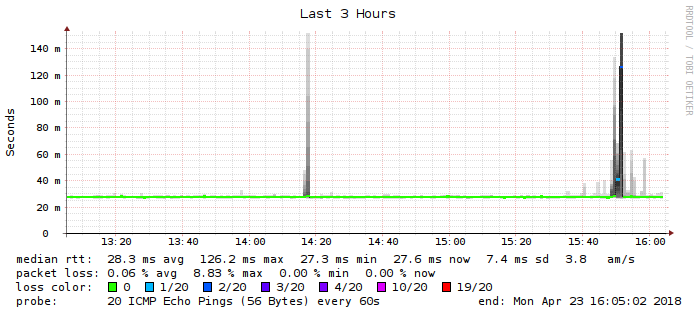 Last 3 Hours
RRDTOOL / TOBI OETIKER
Seconds
140 m
120 m
100 m
80 m
60 m
40 m
20 m
0
13:20 13:40 14:00 14:20 14:40 15:00 15:20 15:40 16:00
median rtt: 28.3 ms avg 126.2 ms max 27.3 ms min 27.6 ms now 7.4 ms sd 3.8 am/s
packet loss: 0.06 % avg 8.83 % max 0.00 % min 0.00 % now
loss color: 0 1/20 2/20 3/20 4/20 10/20 19/20
probe: 20 ICMP Echo Pings (56 Bytes) every 60s end: Mon Apr 23 16:05:02 2018